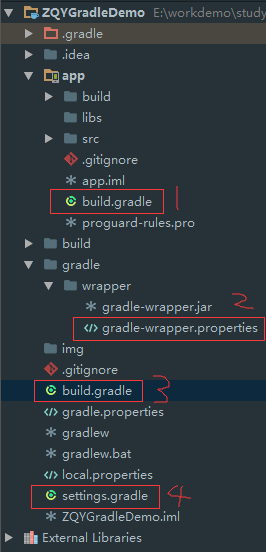 ZQYGradleDemo E:\workdemo\study
.gradle
.idea
app
build
libs
src
.gitignore
app.iml
build.gradle 1
proguard-rules.pro
build
gradle
wrapper
gradle-wrapper.jar 2
gradle-wrapper.properties
img
.gitignore
build.gradle 3
gradle.properties
gradlew
gradlew.bat
local.properties
settings.gradle 4
ZQYGradleDemo.iml
External Libraries